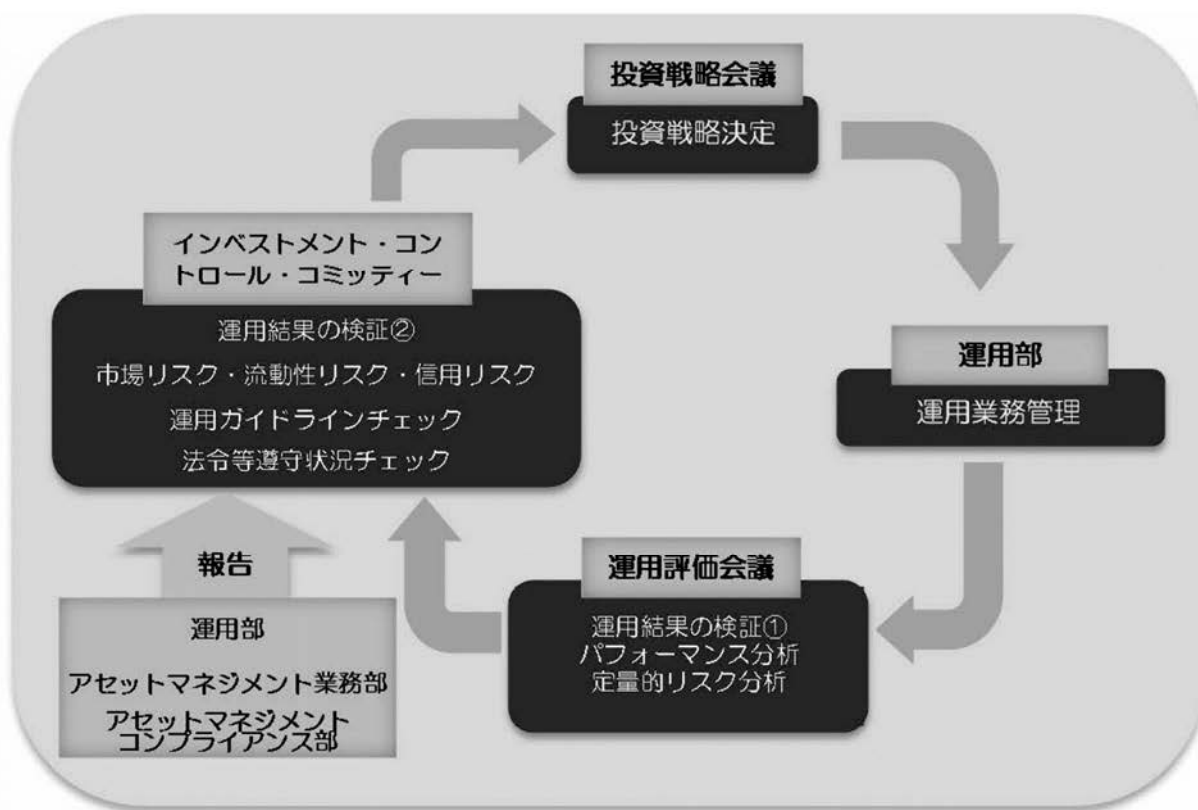 投資戦略会議
投資戦略決定
インベストメント・コン
トロール・コミッティー
運用結果の検証②
市場リスク・流動性リスク・信用リスク
運用ガイドラインチェック
法令等遵守状況チェック
運用部
運用業務管理
運用評価会議
運用結果の検証①
パフォーマンス分析
定量的リスク分析
報告
運用部
アセットマネジメント業務部
アセットマネジメント
コンプライアンス部